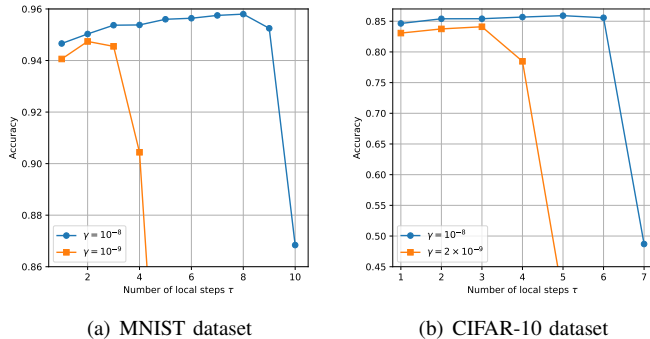 0.96
0.94
0.92
0.90
0.88
0.86
Accuracy
2
4
6
8
10
Number of local steps τ
γ = 10⁻⁸
γ = 10⁻⁹
(a) MNIST dataset
0.85
0.80
0.75
0.70
0.65
0.60
0.55
0.50
0.45
Accuracy
1
2
3
4
5
6
7
Number of local steps τ
γ = 10⁻⁸
γ = 2 × 10⁻⁹
(b) CIFAR-10 dataset